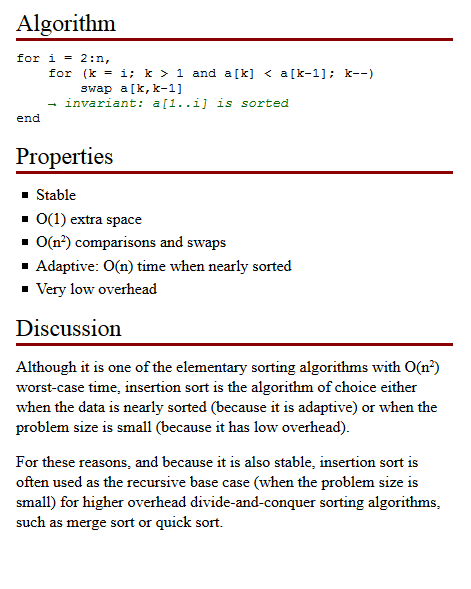 Algorithm
for i = 2:n,
    for (k = i; k > 1 and a[k] < a[k-1]; k--)
        swap a[k,k-1]
    → invariant: a[1..i] is sorted
end
Properties
▪ Stable
▪ O(1) extra space
▪ O(n²) comparisons and swaps
▪ Adaptive: O(n) time when nearly sorted
▪ Very low overhead
Discussion
Although it is one of the elementary sorting algorithms with O(n²)
worst-case time, insertion sort is the algorithm of choice either
when the data is nearly sorted (because it is adaptive) or when the
problem size is small (because it has low overhead).
For these reasons, and because it is also stable, insertion sort is
often used as the recursive base case (when the problem size is
small) for higher overhead divide-and-conquer sorting algorithms,
such as merge sort or quick sort.